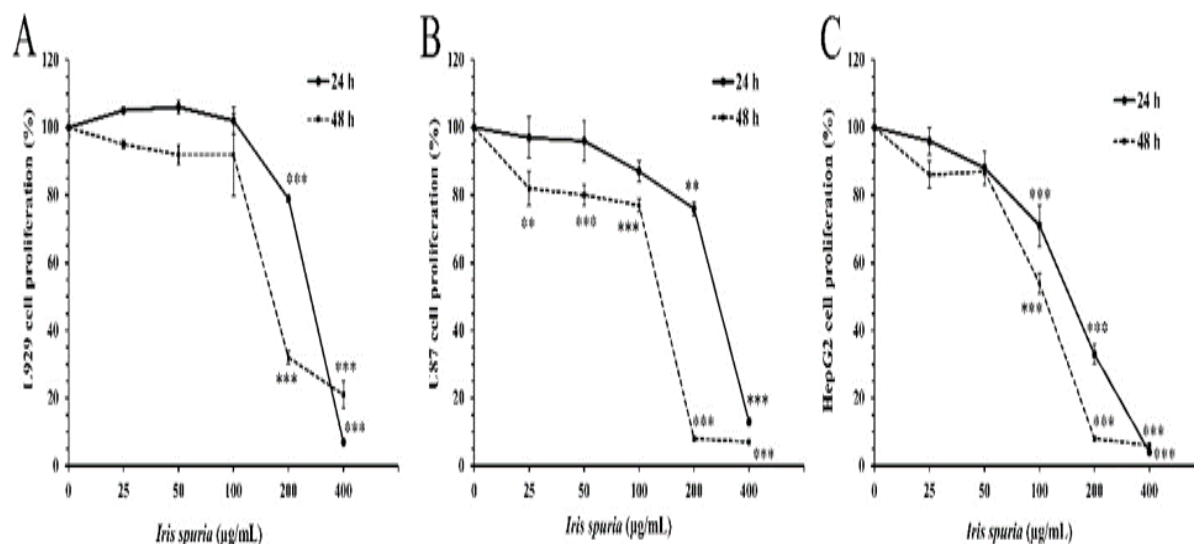 A
L929 cell proliferation (%)
120
100
80
60
40
20
0
0 25 50 100 200 400
Iris spuria (µg/mL)
24 h
48 h
***
***
***
***
B
U87 cell proliferation (%)
120
100
80
60
40
20
0
0 25 50 100 200 400
Iris spuria (µg/mL)
24 h
48 h
**
**
***
***
***
***
***
C
HepG2 cell proliferation (%)
120
100
80
60
40
20
0
0 25 50 100 200 400
Iris spuria (µg/mL)
24 h
48 h
***
***
***
***
***
***